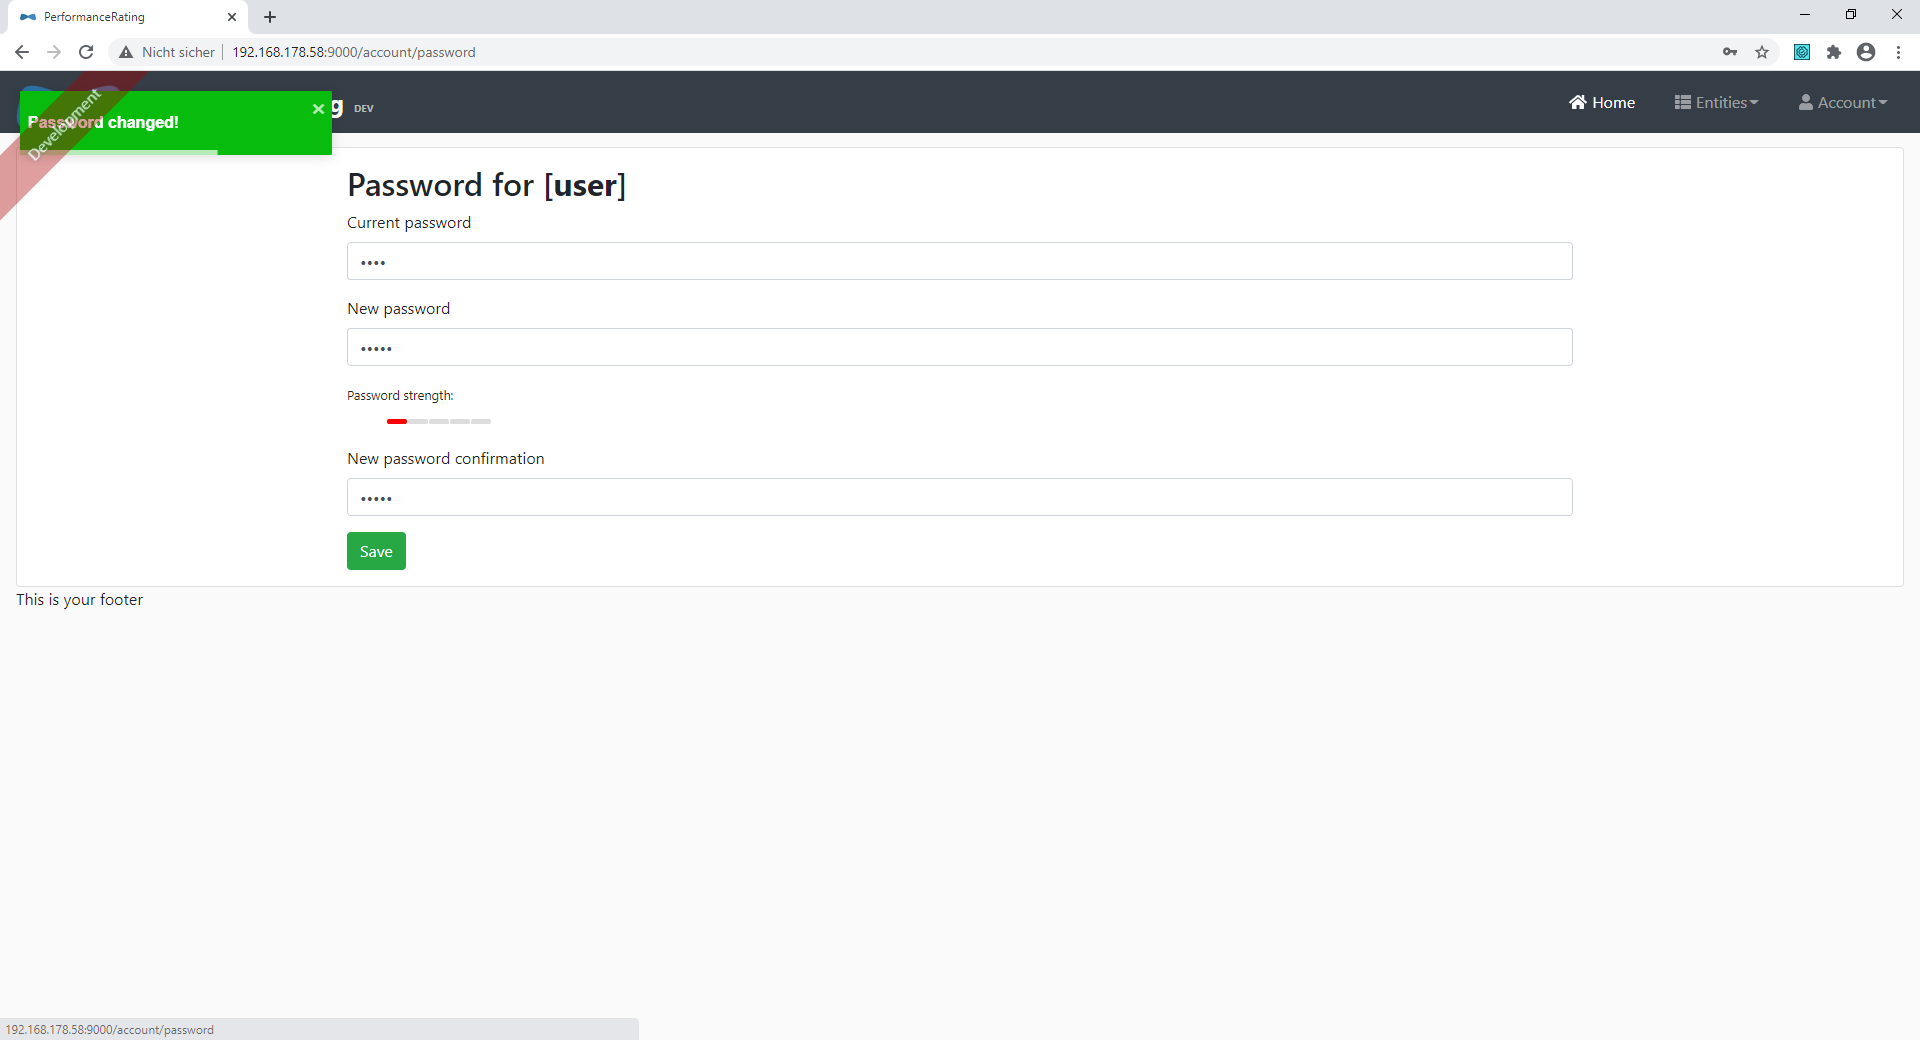 PerformanceRating
Nicht sicher
192.168.178.58:9000/account/password
DEV
Home
Entities
Account
Development
Password changed!
Password for [user]
Current password
••••
New password
•••••
Password strength:
New password confirmation
•••••
Save
This is your footer
192.168.178.58:9000/account/password